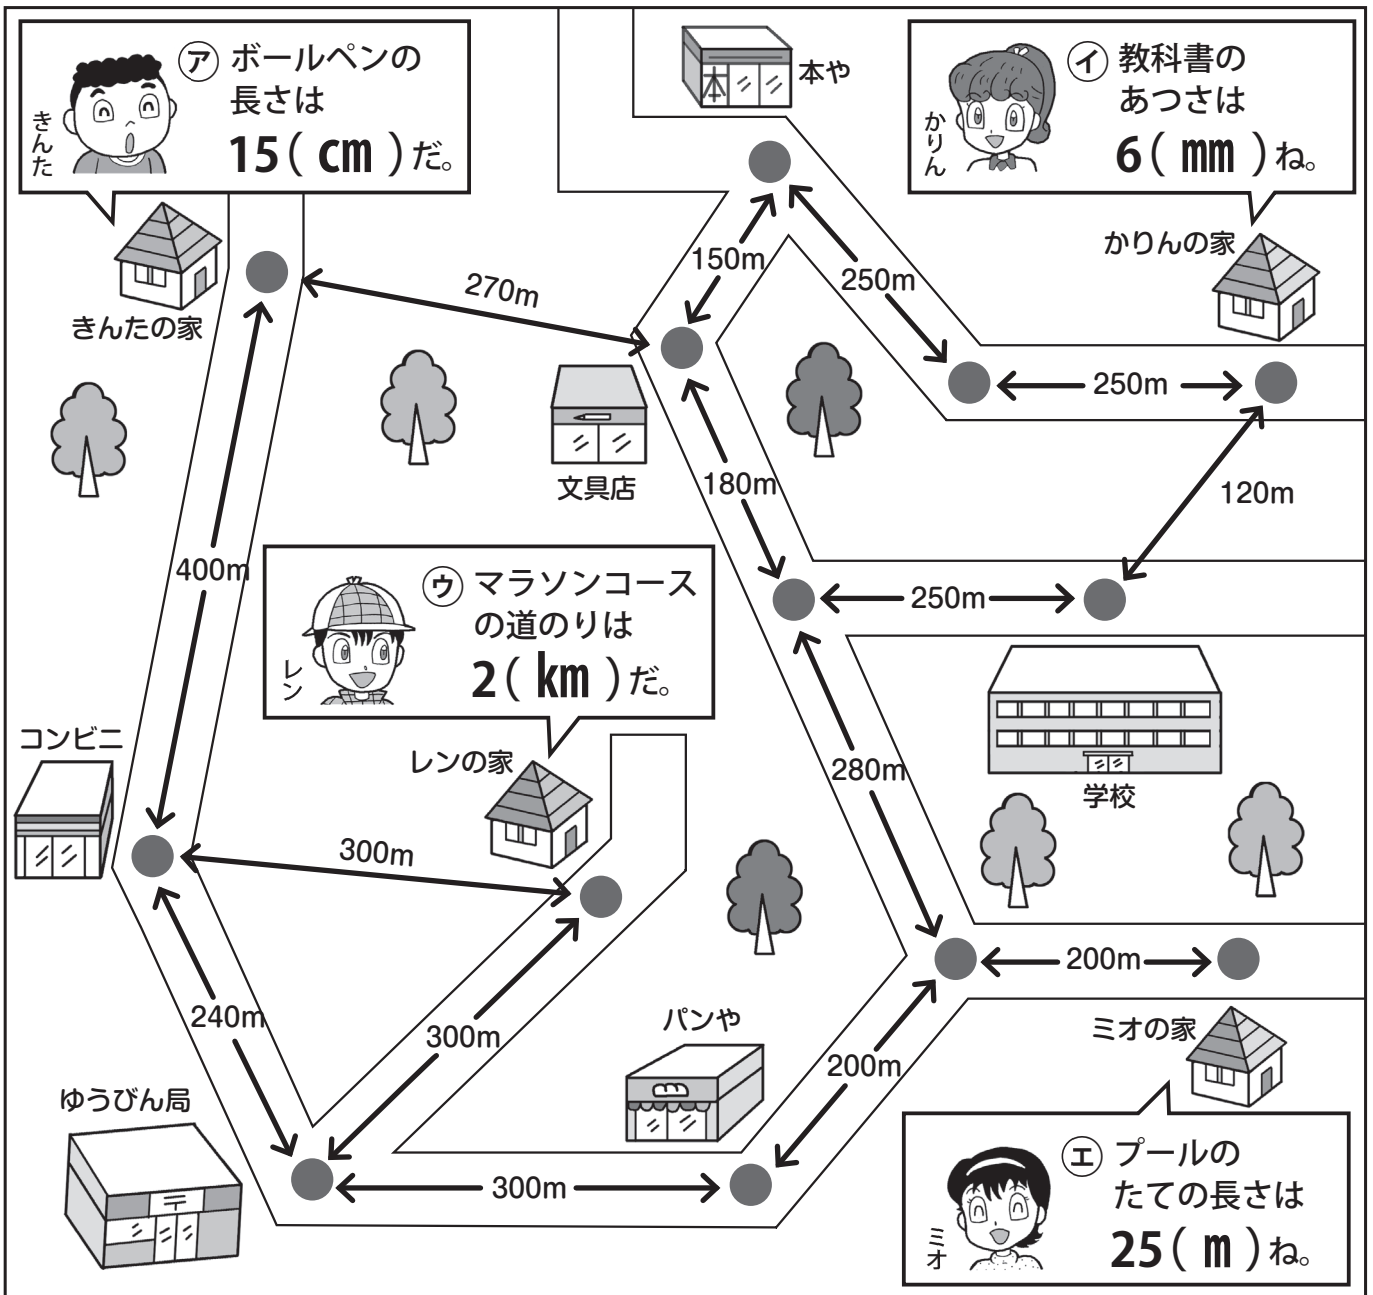 きんた
㋐ ボールペンの
長さは
15( cm )だ。
本や
本
かりん
㋑ 教科書の
あつさは
6( mm )ね。
かりんの家
きんたの家
150m
250m
270m
250m
文具店
180m
120m
400m
250m
レン
㋒ マラソンコース
の道のりは
2( km )だ。
コンビニ
レンの家
280m
学校
300m
200m
240m
300m
パンや
ミオの家
200m
ゆうびん局
〒
300m
ミオ
㋓ プールの
たての長さは
25( m )ね。